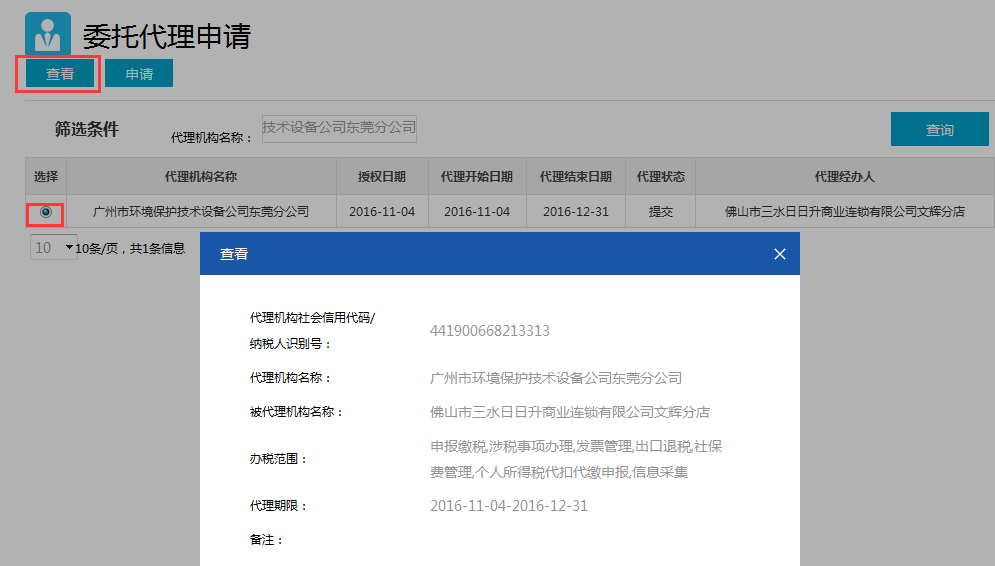 委托代理申请
查看 申请
筛选条件 代理机构名称： 技术设备公司东莞分公司 查询
选择 代理机构名称 授权日期 代理开始日期 代理结束日期 代理状态 代理经办人
广州市环境保护技术设备公司东莞分公司 2016-11-04 2016-11-04 2016-12-31 提交 佛山市三水日日升商业连锁有限公司文辉分店
10 10条/页，共1条信息
查看
代理机构社会信用代码/
纳税人识别号： 441900668213313
代理机构名称： 广州市环境保护技术设备公司东莞分公司
被代理机构名称： 佛山市三水日日升商业连锁有限公司文辉分店
办税范围： 申报缴税,涉税事项办理,发票管理,出口退税,社保
费管理,个人所得税代扣代缴申报,信息采集
代理期限： 2016-11-04-2016-12-31
备注：